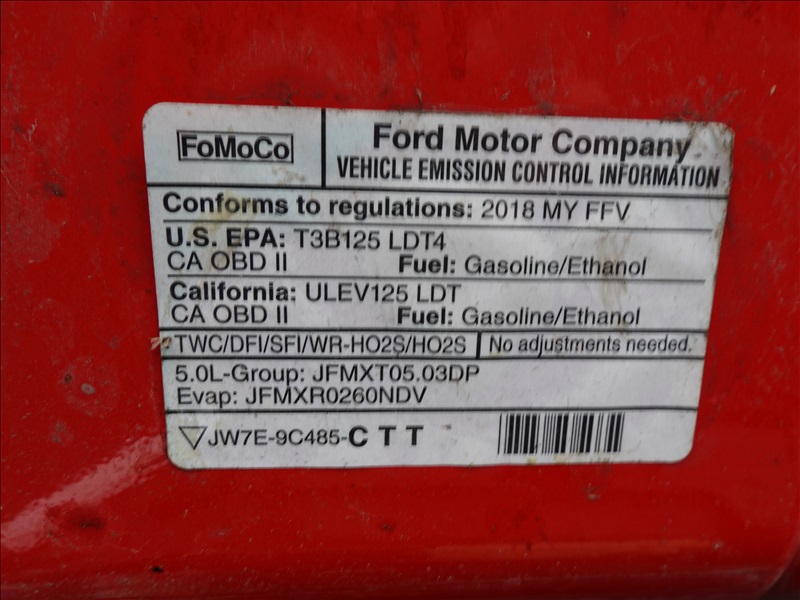 FoMoCo
Ford Motor Company
VEHICLE EMISSION CONTROL INFORMATION
Conforms to regulations: 2018 MY FFV
U.S. EPA: T3B125 LDT4
CA OBD II Fuel: Gasoline/Ethanol
California: ULEV125 LDT
CA OBD II Fuel: Gasoline/Ethanol
TWC/DFI/SFI/WR-HO2S/HO2S No adjustments needed.
5.0L-Group: JFMXT05.03DP
Evap: JFMXR0260NDV
JW7E-9C485-CTT